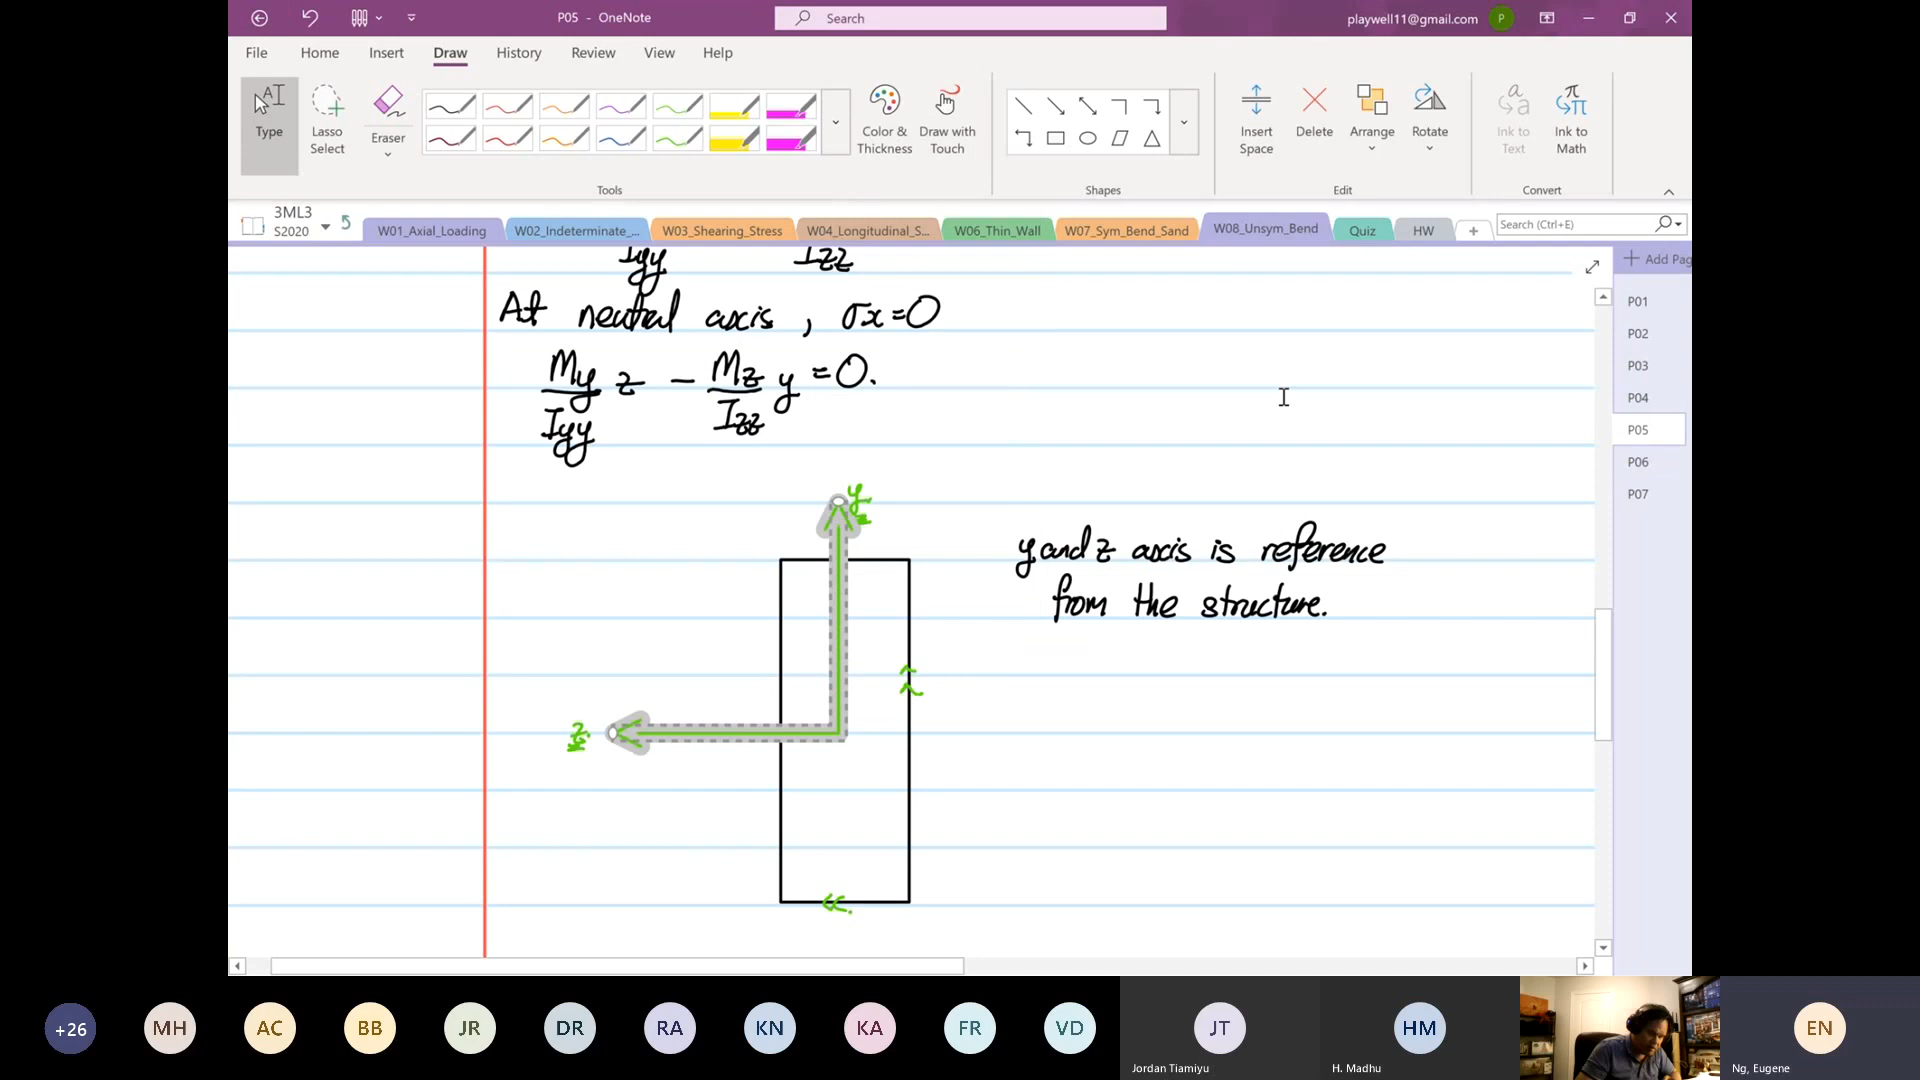 P05 - OneNote
Search
playwell11@gmail.com
P
File Home Insert Draw History Review View Help
Type
Lasso Select
Eraser
Color & Thickness
Draw with Touch
Insert Space
Delete
Arrange
Rotate
Ink to Text
Ink to Math
Tools
Shapes
Edit
Convert
3ML3 S2020
W01_Axial_Loading
W02_Indeterminate_...
W03_Shearing_Stress
W04_Longitudinal_S...
W06_Thin_Wall
W07_Sym_Bend_Sand
W08_Unsym_Bend
Quiz
HW
+
Search (Ctrl+E)
Add Pag
P01
P02
P03
P04
P05
P06
P07
Iyy Izz
At neutral axis, σx=0
My/Iyy z - Mz/Izz y = 0.
y
z
y and z axis is reference
from the structure.
+26
MH
AC
BB
JR
DR
RA
KN
KA
FR
VD
JT
Jordan Tiamiyu
HM
H. Madhu
EN
Ng, Eugene